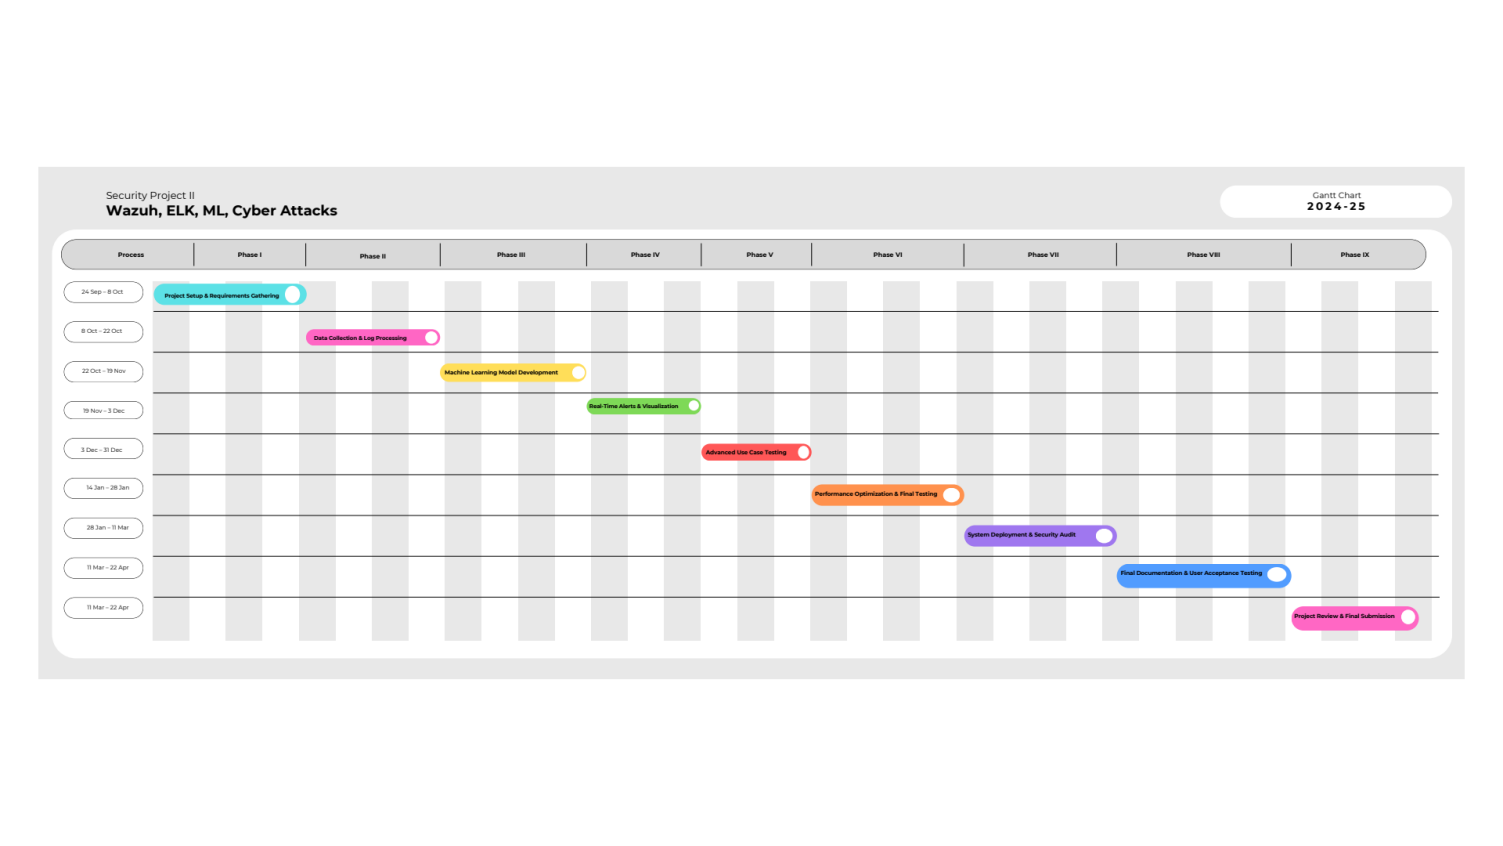 Security Project II
Wazuh, ELK, ML, Cyber Attacks
Gantt Chart
2024-25
Process Phase I Phase II Phase III Phase IV Phase V Phase VI Phase VII Phase VIII Phase IX
24 Sep – 8 Oct Project Setup & Requirements Gathering
8 Oct – 22 Oct Data Collection & Log Processing
22 Oct – 19 Nov Machine Learning Model Development
19 Nov – 3 Dec Real-Time Alerts & Visualization
3 Dec – 31 Dec Advanced Use Case Testing
14 Jan – 28 Jan Performance Optimization & Final Testing
28 Jan – 11 Mar System Deployment & Security Audit
11 Mar – 22 Apr Final Documentation & User Acceptance Testing
11 Mar – 22 Apr Project Review & Final Submission